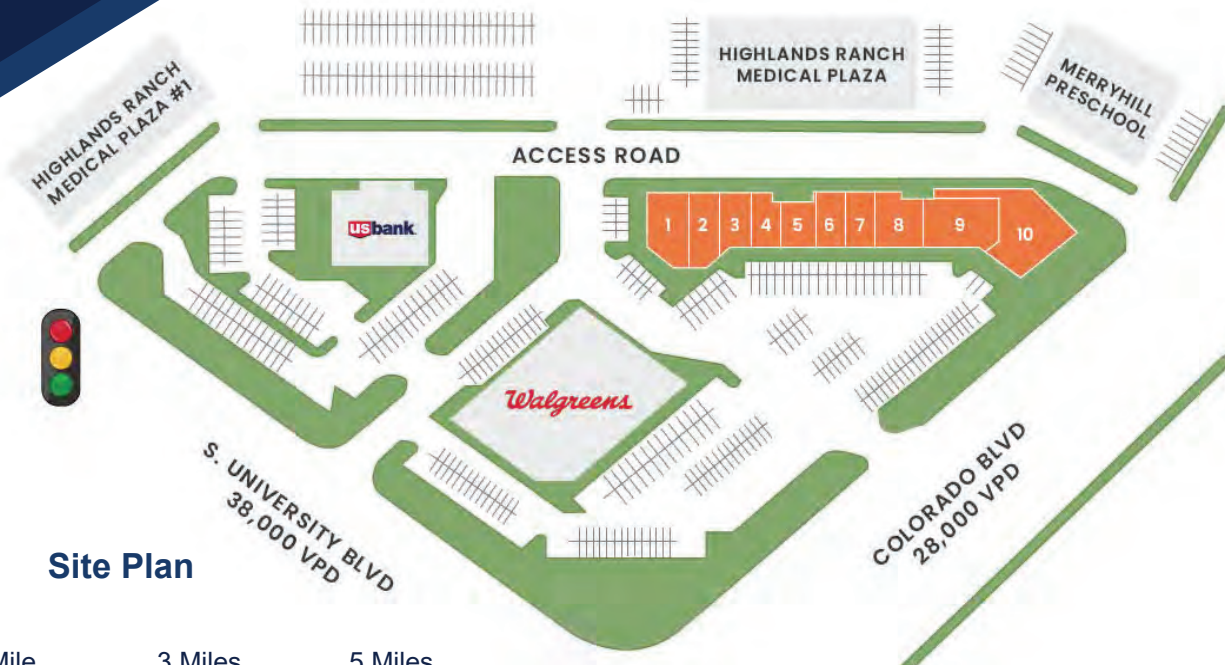 HIGHLANDS RANCH
MEDICAL PLAZA #1
HIGHLANDS RANCH
MEDICAL PLAZA
MERRYHILL
PRESCHOOL
ACCESS ROAD
usbank
1 2 3 4 5 6 7 8 9 10
Walgreens
S. UNIVERSITY BLVD
38,000 VPD
COLORADO BLVD
28,000 VPD
Site Plan
Mile 3 Miles 5 Miles